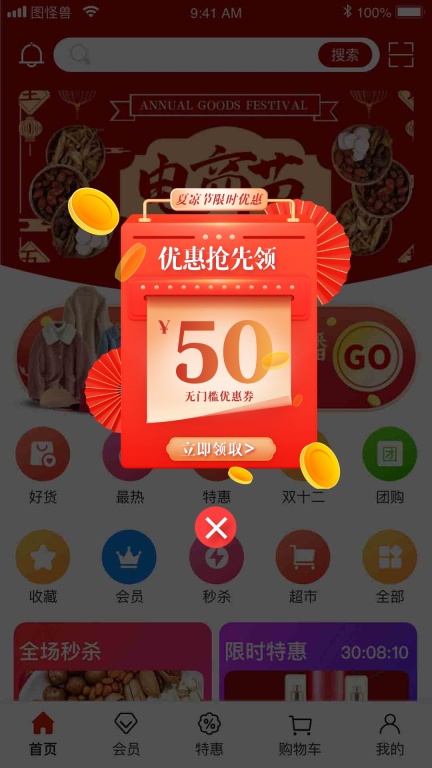 图怪兽 9:41 AM 100%
搜索
ANNUAL GOODS FESTIVAL
电商节
夏凉节限时优惠
优惠抢先领
¥50
无门槛优惠券
播 GO
立即领取>
好货 最热 特惠 双十二 团购
团
收藏 会员 秒杀 超市 全部
全场秒杀 限时特惠 30:08:10
首页 会员 特惠 购物车 我的